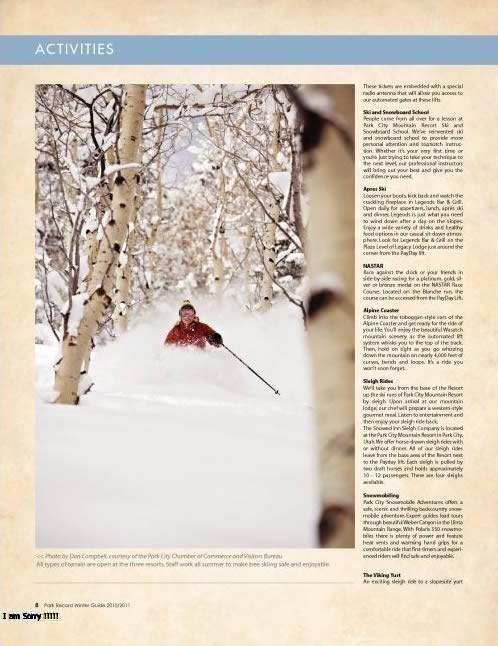 ACTIVITIES
These tickets are embedded with a special
radio antenna that will allow you access to
our automated gates at these lifts.
Ski and Snowboard School
People come from all over for a lesson at
Park City Mountain Resort Ski and
Snowboard School. We've reinvented ski
and snowboard school to provide more
personal attention and topnotch instruc-
tion. Whether it's your very first time or
you're just trying to take your technique to
the next level, our professional instructors
will bring out your best and give you the
confidence you need.
Apres Ski
Loosen your boots, kick back and watch the
crackling fireplace in Legends Bar & Grill.
Open daily for appetizers, lunch, après ski
and dinner. Legends is just what you need
to wind down after a day on the slopes.
Enjoy a wide variety of drinks and healthy
food options in our casual sit-down atmos-
phere. Look for Legends Bar & Grill on the
Plaza Level of Legacy Lodge just around the
corner from the PayDay lift.
NASTAR
Race against the clock or your friends in
side-by-side racing for a platinum, gold, sil-
ver or bronze medal on the NASTAR Race
Course. Located on the Blanche run, the
course can be accessed from the PayDay Lift.
Alpine Coaster
Climb into the toboggan-style cars of the
Alpine Coaster and get ready for the ride of
your life. You'll enjoy the beautiful Wasatch
mountain scenery as the automated lift
system whisks you to the top of the track.
Then, hold on tight as you go whizzing
down the mountain on nearly 4,000 feet of
curves, bends and loops. It's a ride you
won't soon forget.
Sleigh Rides
We'll take you from the base of the Resort
up the ski runs of Park City Mountain Resort
by sleigh. Upon arrival at our mountain
lodge, our chef will prepare a western-style
gourmet meal. Listen to entertainment and
then enjoy your sleigh ride back.
The Snowed Inn Sleigh Company is located
at the Park City Mountain Resort in Park City,
Utah. We offer horse-drawn sleigh rides with
or without dinner. All of our sleigh rides
leave from the base area of the Resort next
to the Payday lift. Each sleigh is pulled by
two draft horses and holds approximately
10 - 12 passengers. There are four sleighs
available.
Snowmobiling
Park City Snowmobile Adventures offers a
safe, scenic and thrilling backcountry snow-
mobile adventure. Expert guides lead tours
through beautiful Weber Canyon in the Uinta
Mountain Range. With Polaris 550 snowmo-
biles there is plenty of power and feature
heat vents and warming hand grips for a
comfortable ride that first-timers and experi-
enced riders will find safe and enjoyable.
The Viking Yurt
An exciting sleigh ride to a slopeside yurt
<< Photo by Dan Campbell, courtesy of the Park City Chamber of Commerce and Visitors Bureau
All types of terrain are open at the three resorts. Staff work all summer to make tree skiing safe and enjoyable.
8 Park Record Winter Guide 2010/2011
I am Sorry !!!!!